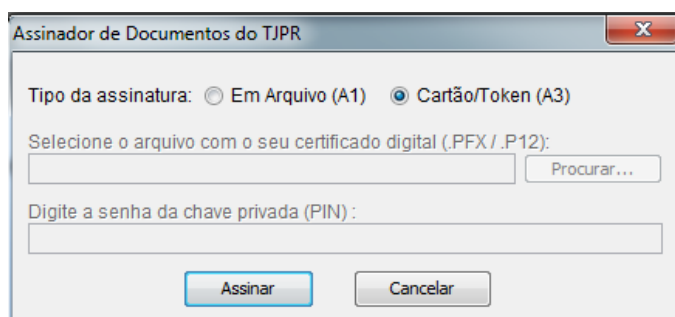 Assinador de Documentos do TJPR
Tipo da assinatura: Em Arquivo (A1) Cartão/Token (A3)
Selecione o arquivo com o seu certificado digital (.PFX / .P12):
Procurar...
Digite a senha da chave privada (PIN) :
Assinar Cancelar